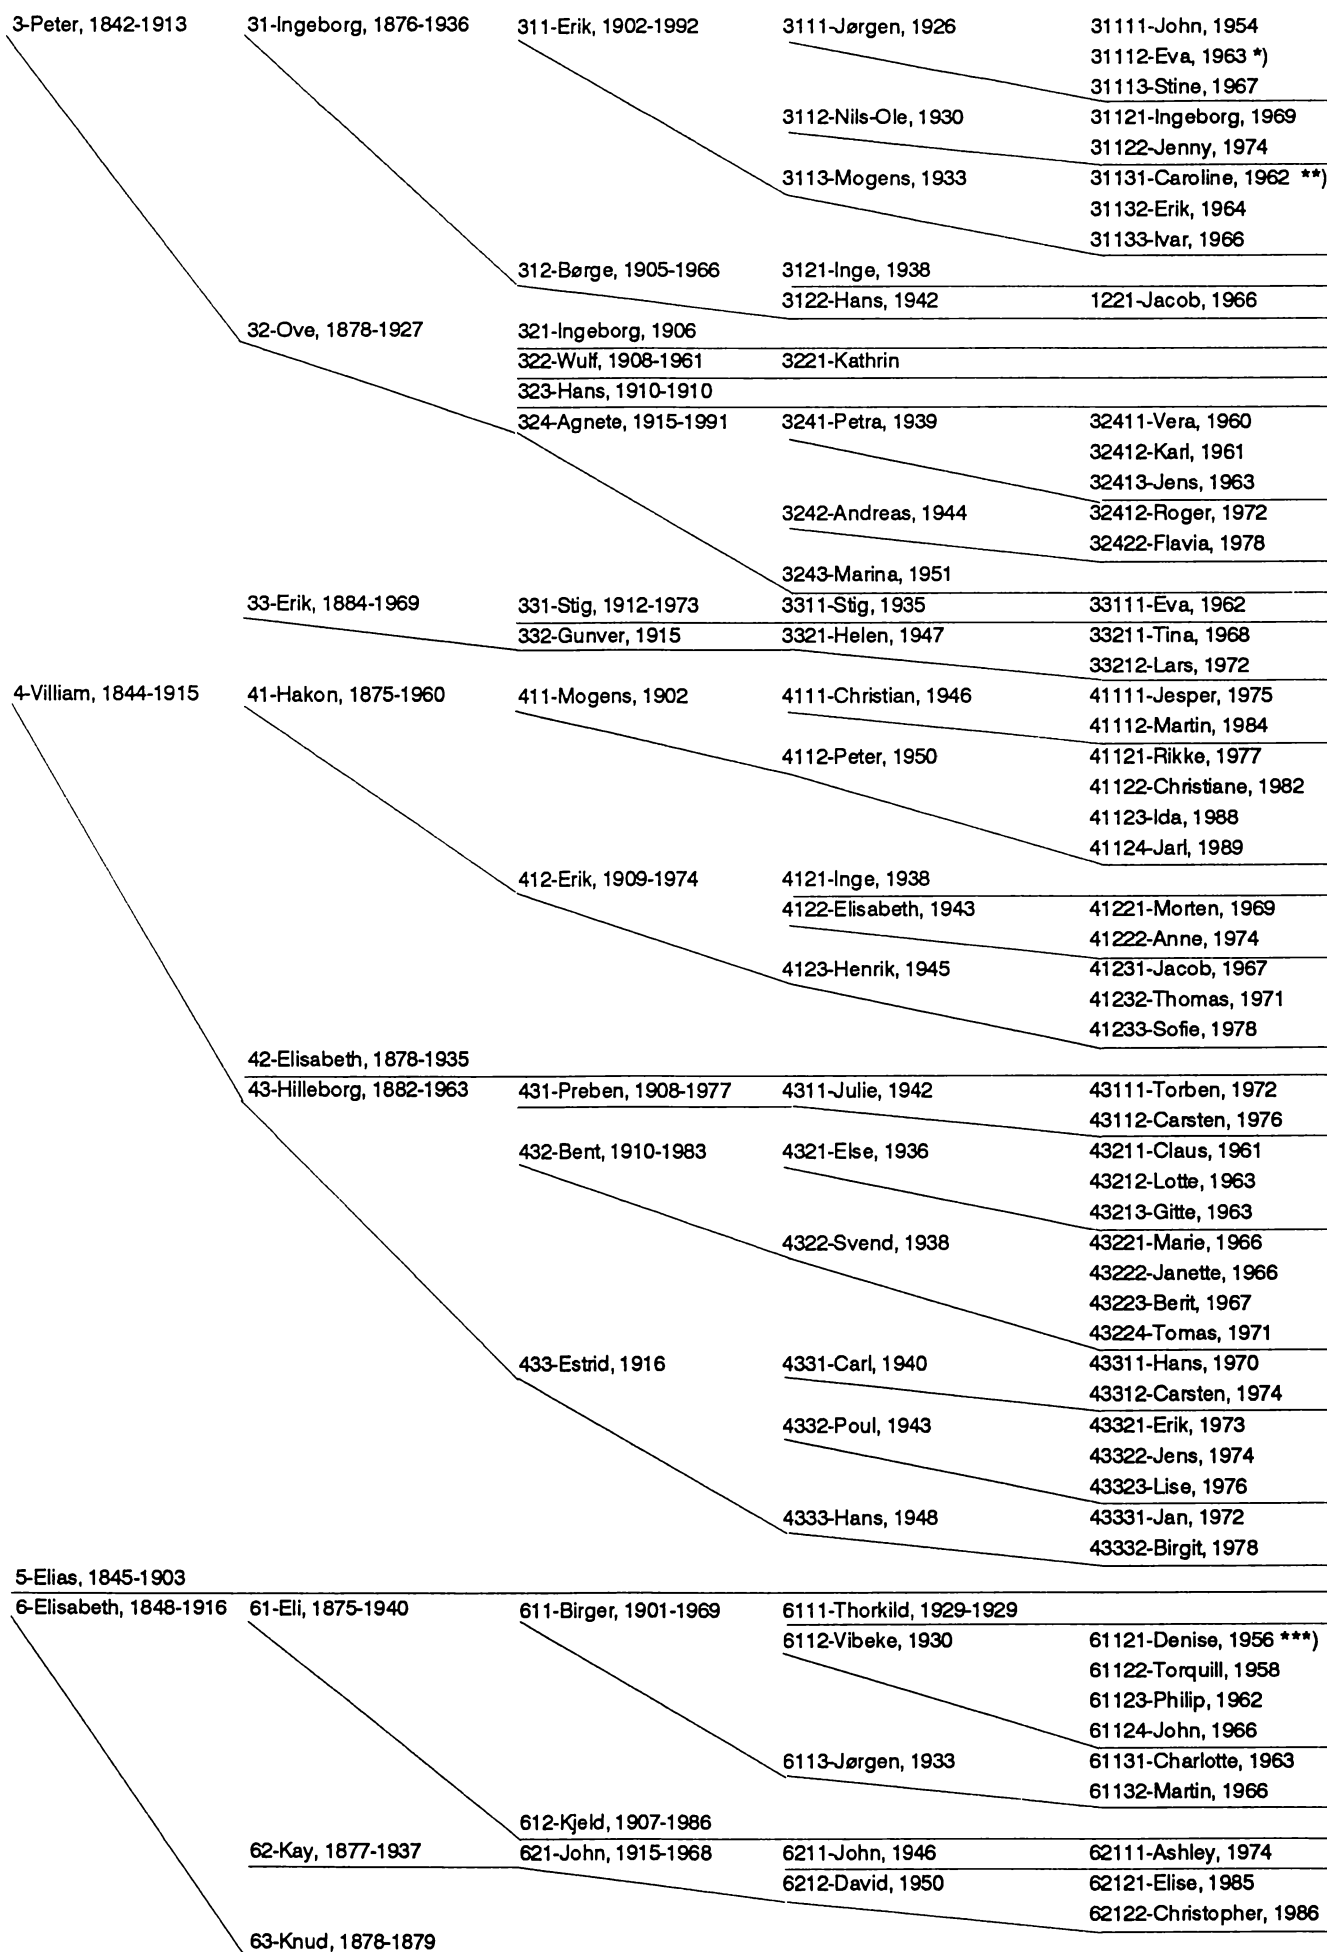 3-Peter, 1842-1913 31-Ingeborg, 1876-1936 311-Erik, 1902-1992 3111-Jørgen, 1926 31111-John, 1954
31112-Eva, 1963 *)
31113-Stine, 1967
3112-Nils-Ole, 1930 31121-Ingeborg, 1969
31122-Jenny, 1974
3113-Mogens, 1933 31131-Caroline, 1962 **)
31132-Erik, 1964
31133-Ivar, 1966
312-Børge, 1905-1966 3121-Inge, 1938
3122-Hans, 1942 1221-Jacob, 1966
32-Ove, 1878-1927 321-Ingeborg, 1906
322-Wulf, 1908-1961 3221-Kathrin
323-Hans, 1910-1910
324-Agnete, 1915-1991 3241-Petra, 1939 32411-Vera, 1960
32412-Karl, 1961
32413-Jens, 1963
3242-Andreas, 1944 32412-Roger, 1972
32422-Flavia, 1978
3243-Marina, 1951
33-Erik, 1884-1969 331-Stig, 1912-1973 3311-Stig, 1935 33111-Eva, 1962
332-Gunver, 1915 3321-Helen, 1947 33211-Tina, 1968
33212-Lars, 1972
4-Villiam, 1844-1915 41-Hakon, 1875-1960 411-Mogens, 1902 4111-Christian, 1946 41111-Jesper, 1975
41112-Martin, 1984
4112-Peter, 1950 41121-Rikke, 1977
41122-Christiane, 1982
41123-Ida, 1988
41124-Jarl, 1989
412-Erik, 1909-1974 4121-Inge, 1938
4122-Elisabeth, 1943 41221-Morten, 1969
41222-Anne, 1974
4123-Henrik, 1945 41231-Jacob, 1967
41232-Thomas, 1971
41233-Sofie, 1978
42-Elisabeth, 1878-1935
43-Hilleborg, 1882-1963 431-Preben, 1908-1977 4311-Julie, 1942 43111-Torben, 1972
43112-Carsten, 1976
432-Bent, 1910-1983 4321-Else, 1936 43211-Claus, 1961
43212-Lotte, 1963
43213-Gitte, 1963
4322-Svend, 1938 43221-Marie, 1966
43222-Janette, 1966
43223-Berit, 1967
43224-Tomas, 1971
433-Estrid, 1916 4331-Carl, 1940 43311-Hans, 1970
43312-Carsten, 1974
4332-Poul, 1943 43321-Erik, 1973
43322-Jens, 1974
43323-Lise, 1976
4333-Hans, 1948 43331-Jan, 1972
43332-Birgit, 1978
5-Elias, 1845-1903
6-Elisabeth, 1848-1916 61-Eli, 1875-1940 611-Birger, 1901-1969 6111-Thorkild, 1929-1929
6112-Vibeke, 1930 61121-Denise, 1956 ***)
61122-Torquill, 1958
61123-Philip, 1962
61124-John, 1966
6113-Jørgen, 1933 61131-Charlotte, 1963
61132-Martin, 1966
612-Kjeld, 1907-1986
62-Kay, 1877-1937 621-John, 1915-1968 6211-John, 1946 62111-Ashley, 1974
6212-David, 1950 62121-Elise, 1985
62122-Christopher, 1986
63-Knud, 1878-1879